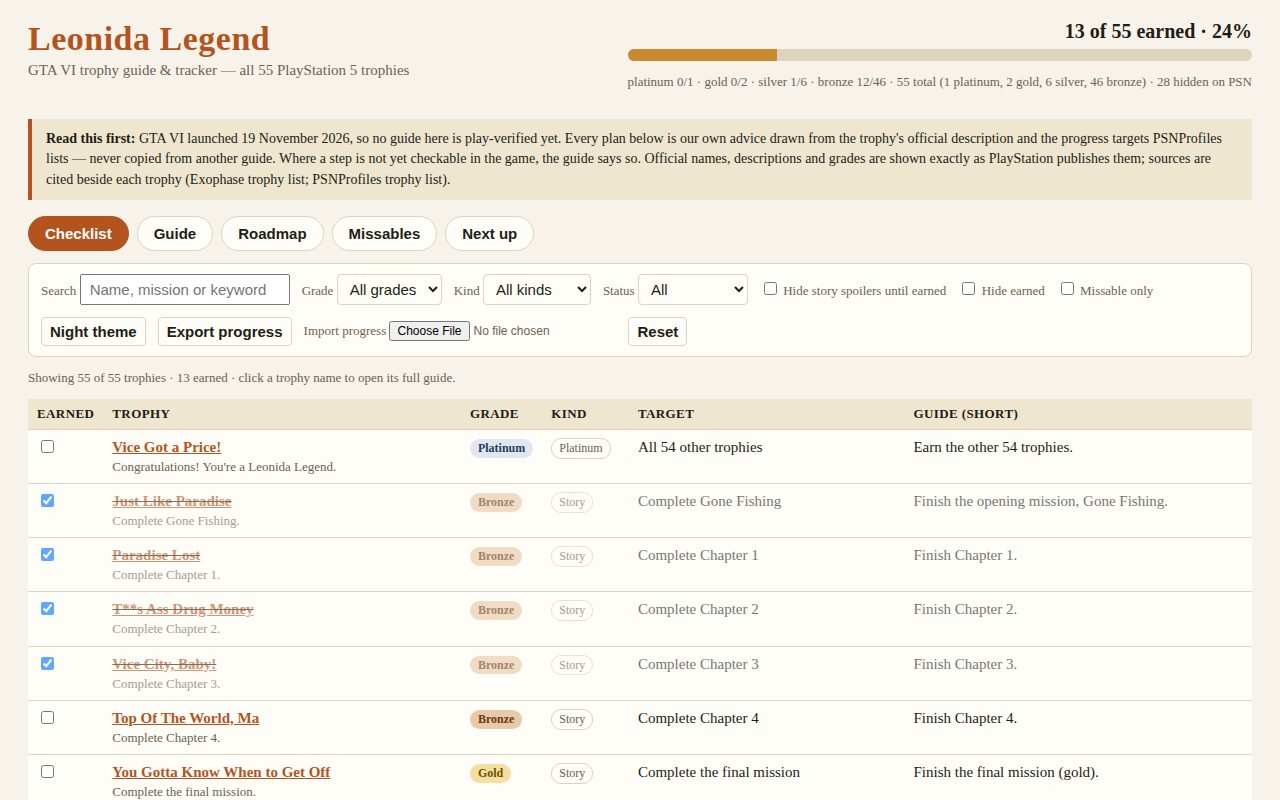 Leonida Legend
GTA VI trophy guide & tracker — all 55 PlayStation 5 trophies
13 of 55 earned · 24%
platinum 0/1 · gold 0/2 · silver 1/6 · bronze 12/46 · 55 total (1 platinum, 2 gold, 6 silver, 46 bronze) · 28 hidden on PSN
Read this first: GTA VI launched 19 November 2026, so no guide here is play-verified yet. Every plan below is our own advice drawn from the trophy's official description and the progress targets PSNProfiles
lists — never copied from another guide. Where a step is not yet checkable in the game, the guide says so. Official names, descriptions and grades are shown exactly as PlayStation publishes them; sources are
cited beside each trophy (Exophase trophy list; PSNProfiles trophy list).
Checklist Guide Roadmap Missables Next up
Search Name, mission or keyword Grade All grades Kind All kinds Status All Hide story spoilers until earned Hide earned Missable only
Night theme Export progress Import progress Choose File No file chosen Reset
Showing 55 of 55 trophies · 13 earned · click a trophy name to open its full guide.
EARNED TROPHY GRADE KIND TARGET GUIDE (SHORT)
Vice Got a Price! Platinum Platinum All 54 other trophies Earn the other 54 trophies.
Congratulations! You're a Leonida Legend.
Just Like Paradise Bronze Story Complete Gone Fishing Finish the opening mission, Gone Fishing.
Complete Gone Fishing.
Paradise Lost Bronze Story Complete Chapter 1 Finish Chapter 1.
Complete Chapter 1.
T**s Ass Drug Money Bronze Story Complete Chapter 2 Finish Chapter 2.
Complete Chapter 2.
Vice City, Baby! Bronze Story Complete Chapter 3 Finish Chapter 3.
Complete Chapter 3.
Top Of The World, Ma Bronze Story Complete Chapter 4 Finish Chapter 4.
Complete Chapter 4.
You Gotta Know When to Get Off Gold Story Complete the final mission Finish the final mission (gold).
Complete the final mission.